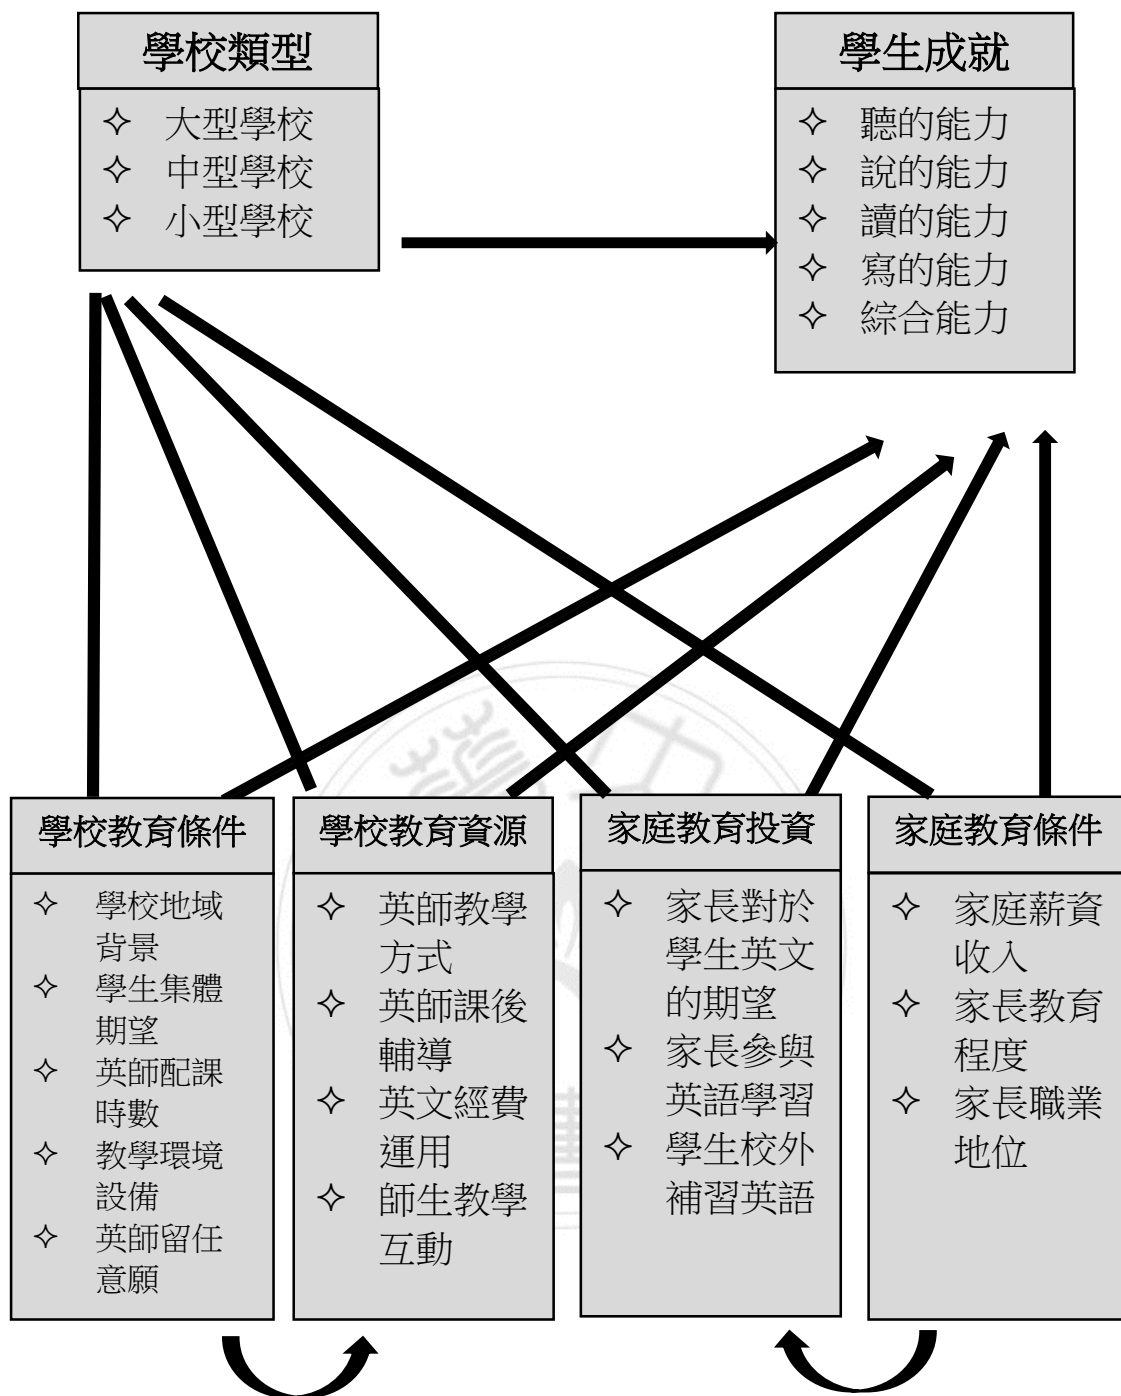 學校類型
✧ 大型學校
✧ 中型學校
✧ 小型學校
學生成就
✧ 聽的能力
✧ 說的能力
✧ 讀的能力
✧ 寫的能力
✧ 綜合能力
學校教育條件
✧ 學校地域
背景
✧ 學生集體
期望
✧ 英師配課
時數
✧ 教學環境
設備
✧ 英師留任
意願
學校教育資源
✧ 英師教學
方式
✧ 英師課後
輔導
✧ 英文經費
運用
✧ 師生教學
互動
家庭教育投資
✧ 家長對於
學生英文
的期望
✧ 家長參與
英語學習
✧ 學生校外
補習英語
家庭教育條件
✧ 家庭薪資
收入
✧ 家長教育
程度
✧ 家長職業
地位